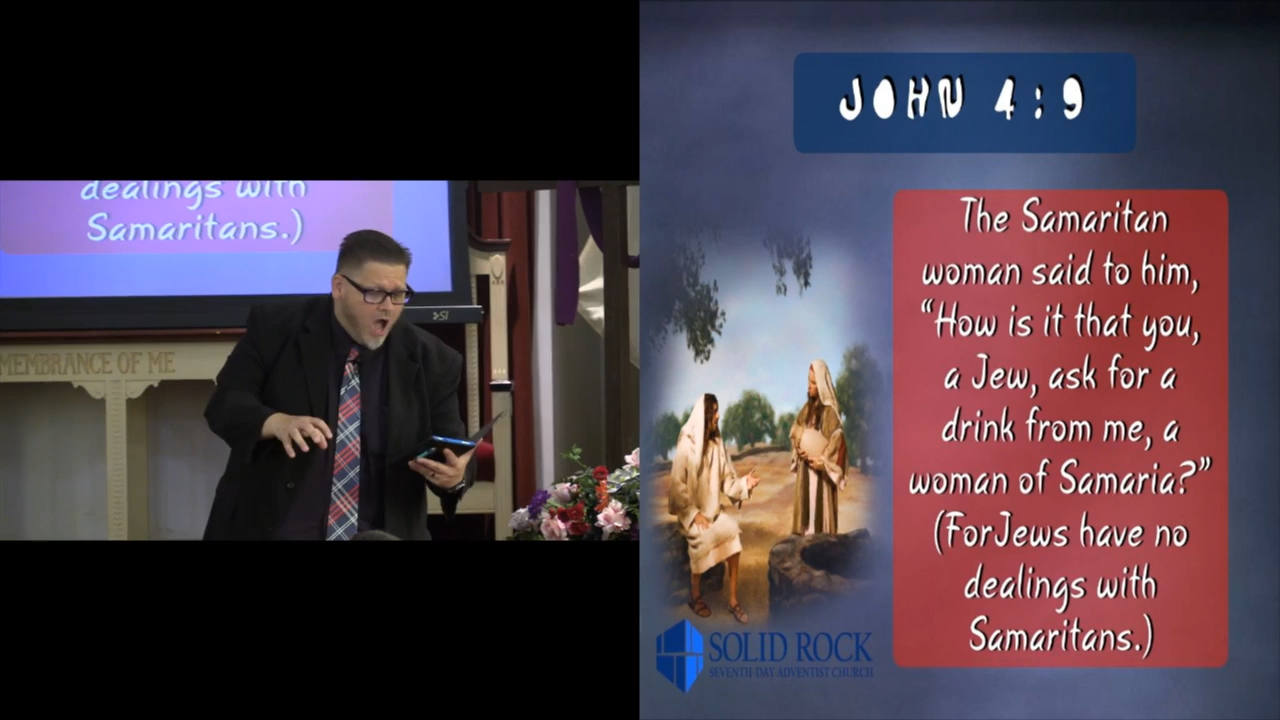 dealings with
Samaritans.)
SI
MEMBRANCE OF ME
JOHN 4:9
The Samaritan
woman said to him,
“How is it that you,
a Jew, ask for a
drink from me, a
woman of Samaria?”
(ForJews have no
dealings with
Samaritans.)
SOLID ROCK
SEVENTH-DAY ADVENTIST CHURCH